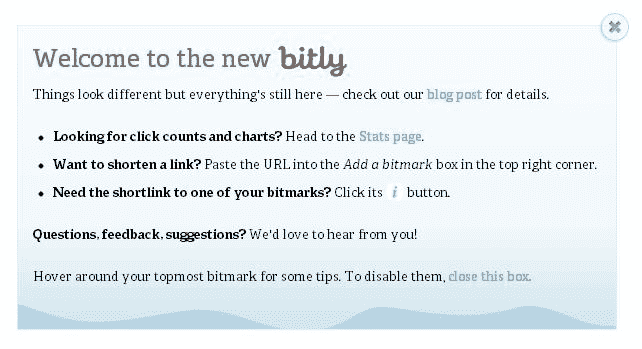 Welcome to the new bitly
Things look different but everything's still here — check out our blog post for details.
• Looking for click counts and charts? Head to the Stats page.
• Want to shorten a link? Paste the URL into the Add a bitmark box in the top right corner.
• Need the shortlink to one of your bitmarks? Click its i button.
Questions, feedback, suggestions? We'd love to hear from you!
Hover around your topmost bitmark for some tips. To disable them, close this box.